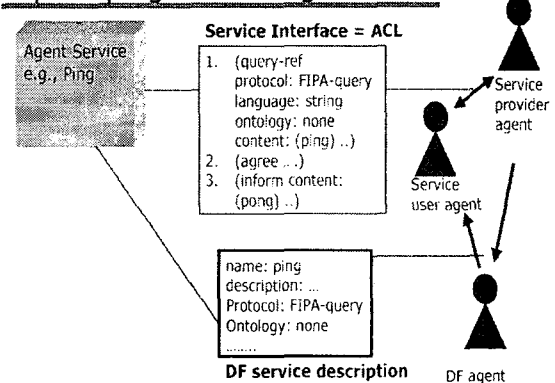 Service Interface = ACL
Agent Service
e.g., Ping
1. (query-ref
protocol: FIPA-query
language: string
ontology: none
content: (ping) ..)
2. (agree ....)
3. (inform content:
(pong) ..)
Service
provider
agent
Service
user agent
name: ping
description: ...
Protocol: FIPA-query
Ontology: none
........
DF service description
DF agent